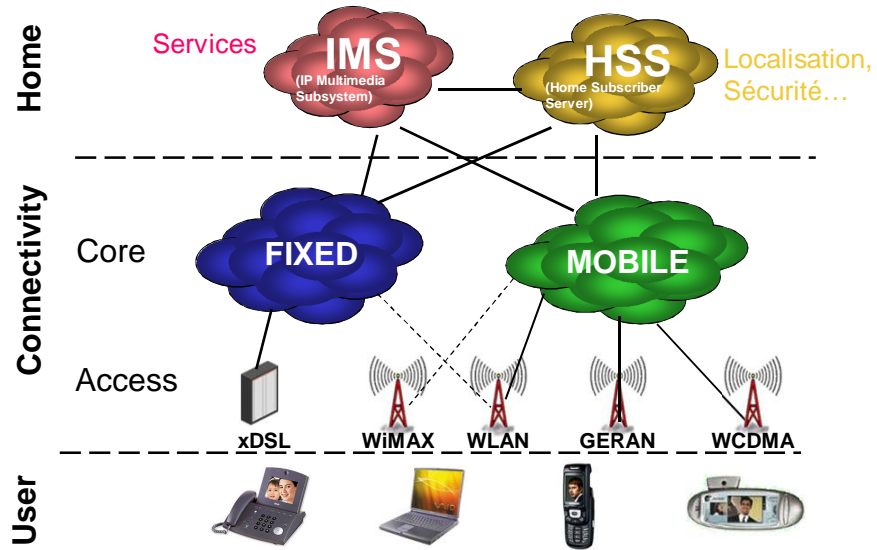 Home
Services
IMS
(IP Multimedia
Subsystem)
HSS
(Home Subscriber
Server)
Localisation,
Sécurité…
Connectivity
Core
FIXED
MOBILE
Access
xDSL
WiMAX
WLAN
GERAN
WCDMA
User